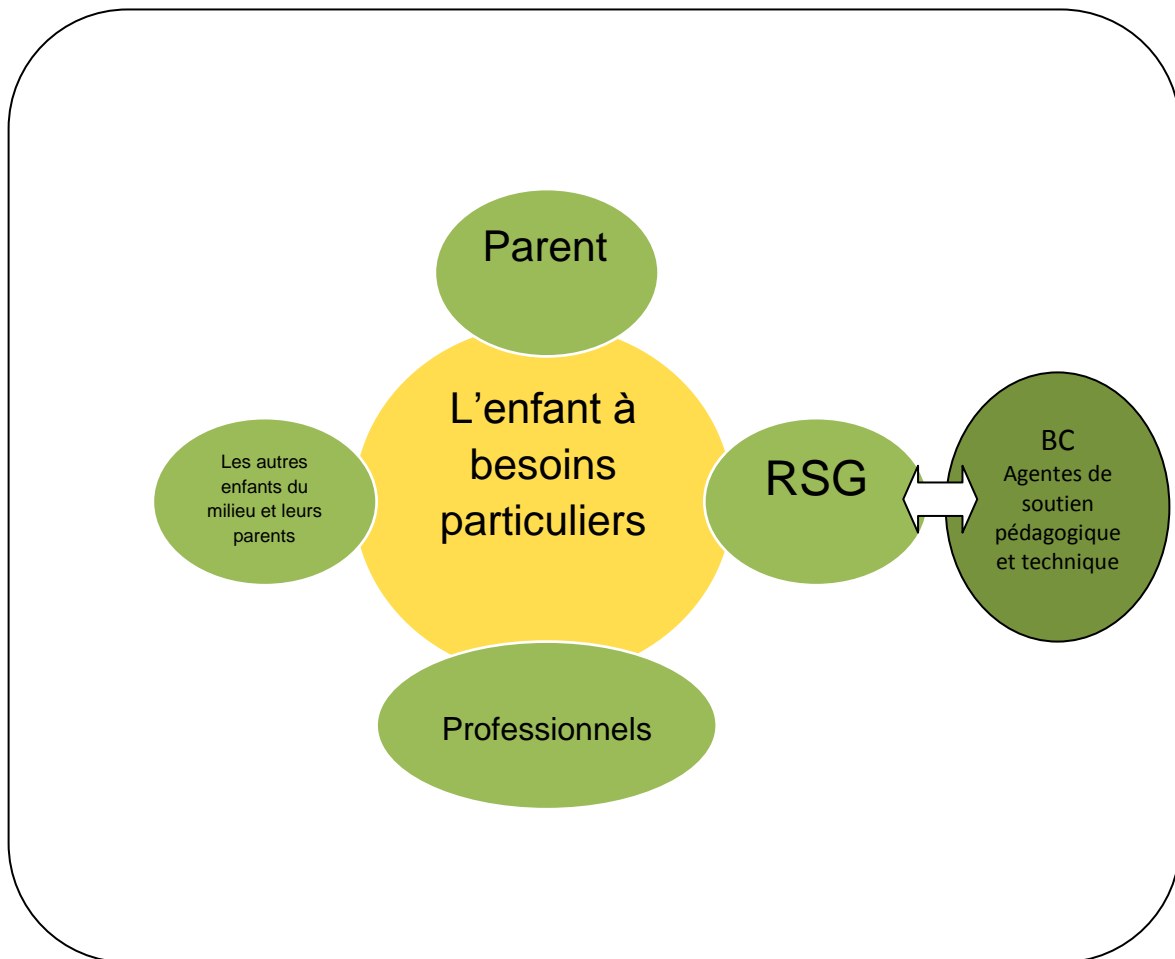 Parent
L'enfant à
besoins
particuliers
Les autres
enfants du
milieu et leurs
parents
RSG
BC
Agentes de
soutien
pédagogique
et technique
Professionnels